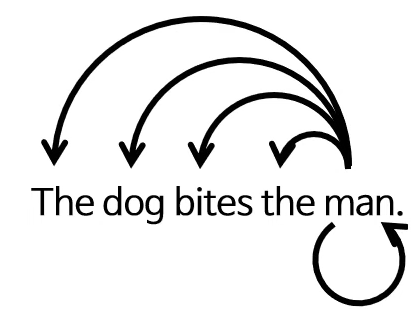 The dog bites the man.